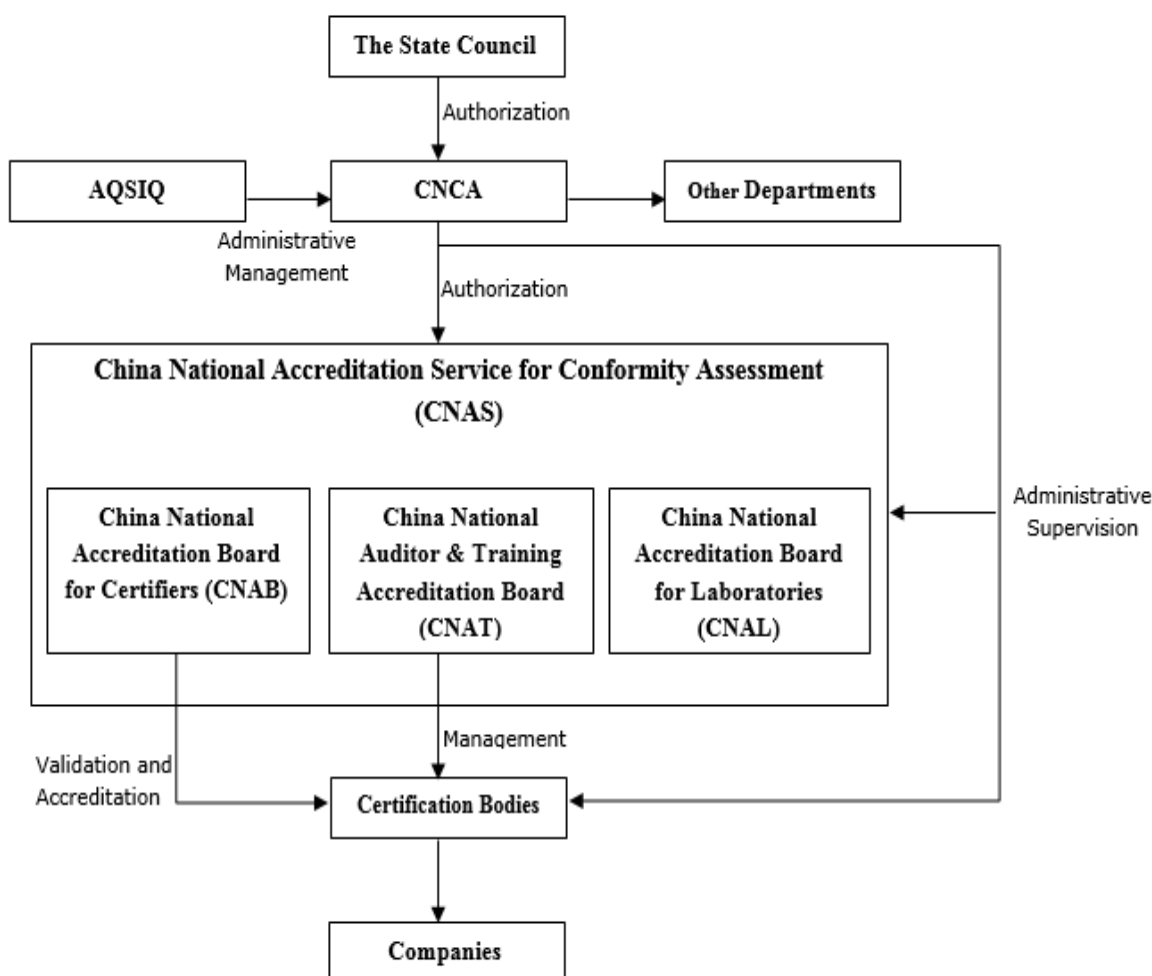 The State Council
Authorization
AQSIQ
CNCA
Other Departments
Administrative
Management
Authorization
China National Accreditation Service for Conformity Assessment
(CNAS)
China National
Accreditation Board
for Certifiers (CNAB)
China National
Auditor & Training
Accreditation Board
(CNAT)
China National
Accreditation Board
for Laboratories
(CNAL)
Administrative
Supervision
Management
Validation and
Accreditation
Certification Bodies
Companies